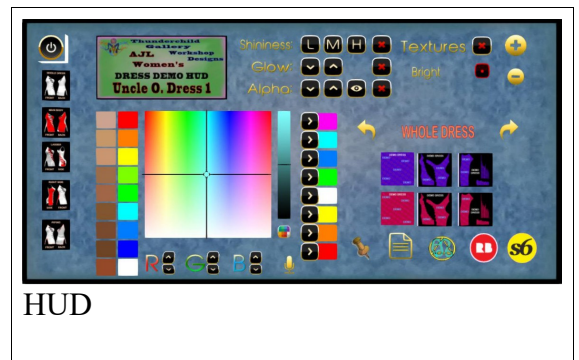 Thunderchild
Gallery
AJL Workshop
Designs
Women's
DRESS DEMO HUD
Uncle O. Dress 1
Shininess: L M H
Glow:
Alpha:
Textures
Bright
WHOLE DRESS
R G B
RB
s6
HUD